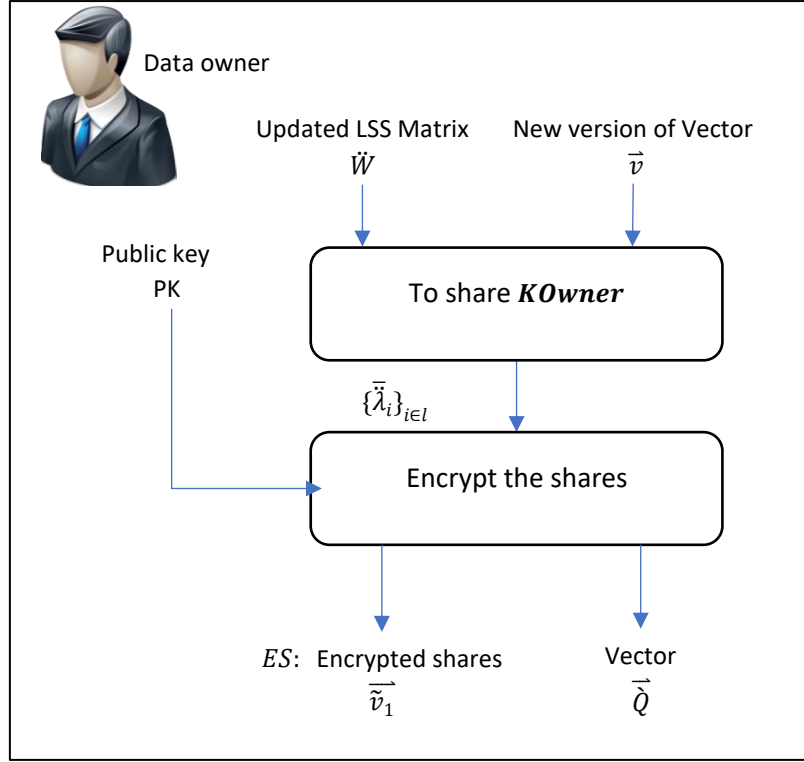 Data owner
Updated LSS Matrix
Ẅ
New version of Vector
v⃗
Public key
PK
To share KOwner
{λ̤̄̈ᵢ}ᵢ∈ₗ
Encrypt the shares
ES: Encrypted shares
ṽ⃗₁
Vector
Q̀⃗